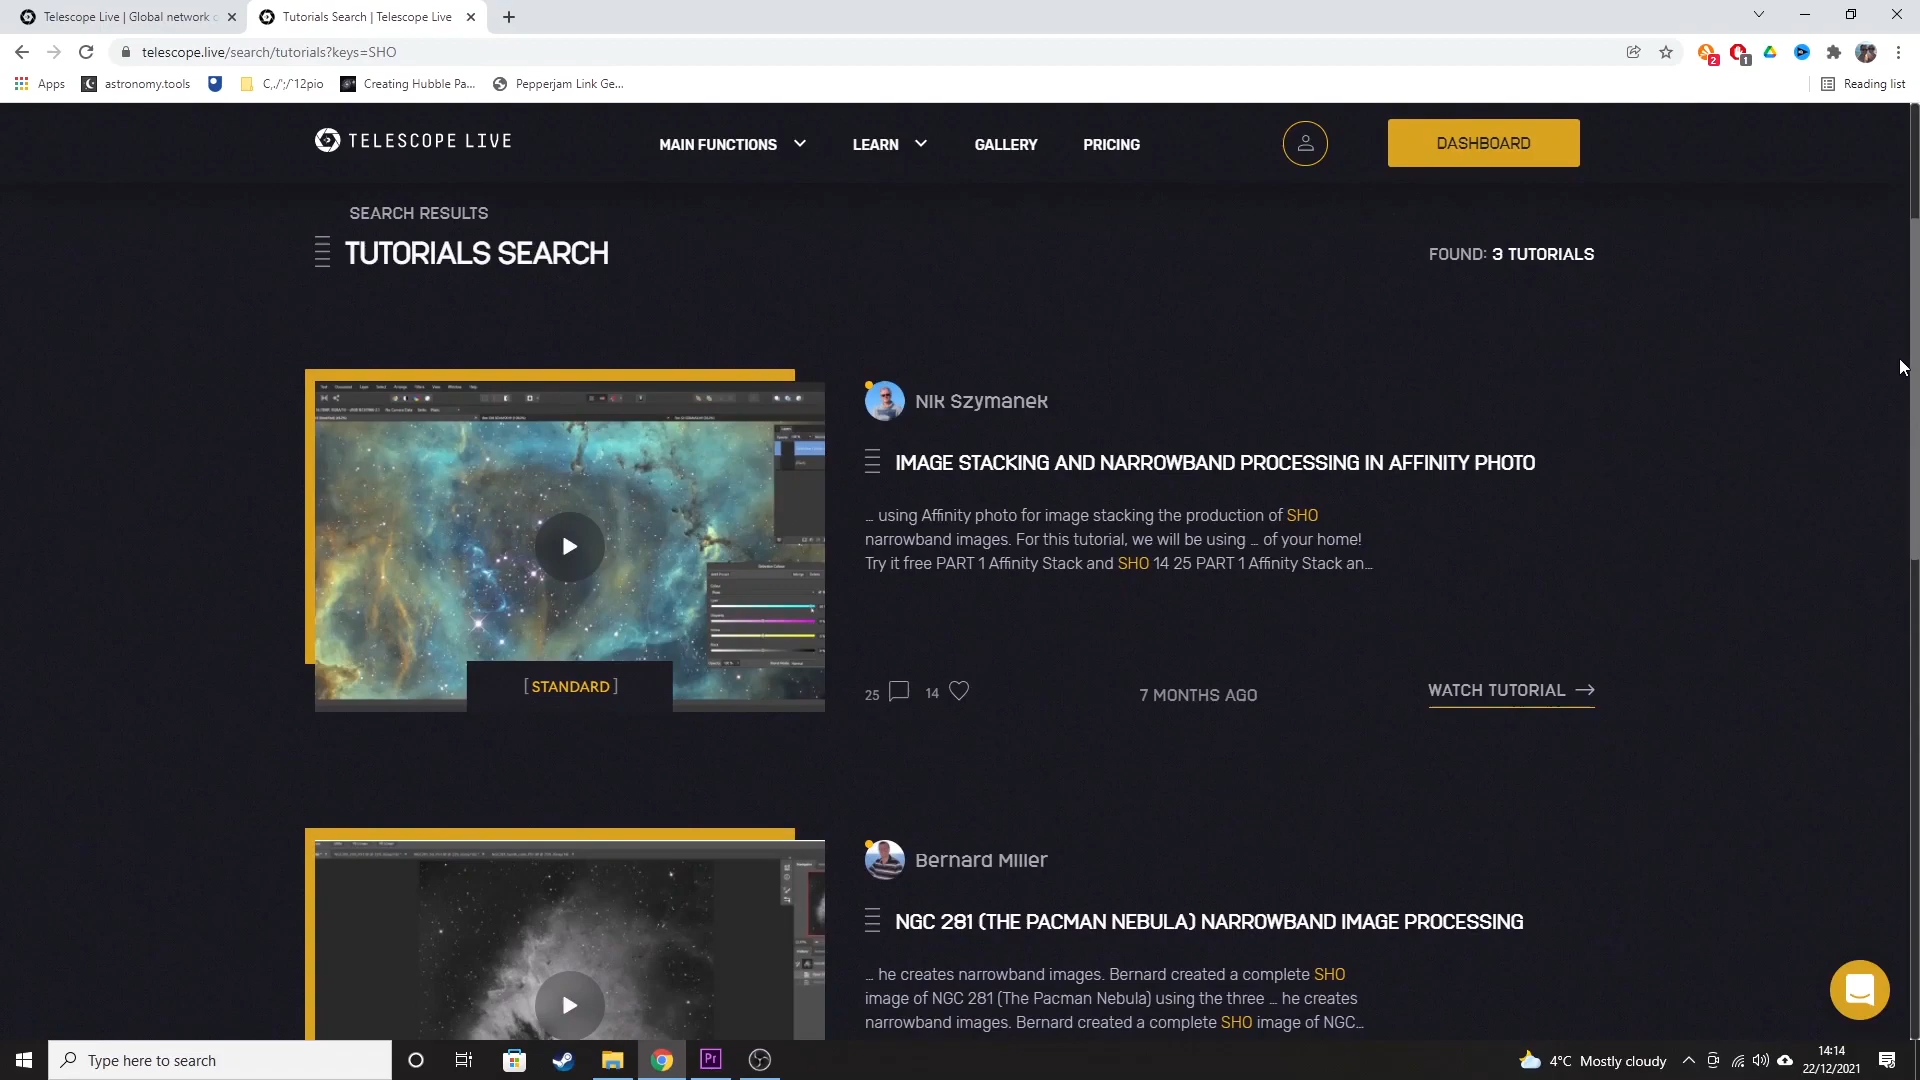 Telescope Live | Global network o
Tutorials Search | Telescope Live
telescope.live/search/tutorials?keys=SHO
2
1
Apps
astronomy.tools
C,./';/'12pio
Creating Hubble Pa...
Pepperjam Link Ge...
Reading list
TELESCOPE LIVE
MAIN FUNCTIONS
LEARN
GALLERY
PRICING
DASHBOARD
SEARCH RESULTS
TUTORIALS SEARCH
FOUND: 3 TUTORIALS
Nik Szymanek
IMAGE STACKING AND NARROWBAND PROCESSING IN AFFINITY PHOTO
... using Affinity photo for image stacking the production of SHO
narrowband images. For this tutorial, we will be using ... of your home!
Try it free PART 1 Affinity Stack and SHO 14 25 PART 1 Affinity Stack an...
[ STANDARD ]
25
14
7 MONTHS AGO
WATCH TUTORIAL
Bernard Miller
NGC 281 (THE PACMAN NEBULA) NARROWBAND IMAGE PROCESSING
... he creates narrowband images. Bernard created a complete SHO
image of NGC 281 (The Pacman Nebula) using the three ... he creates
narrowband images. Bernard created a complete SHO image of NGC...
Type here to search
Pr
4°C Mostly cloudy
14:14
22/12/2021